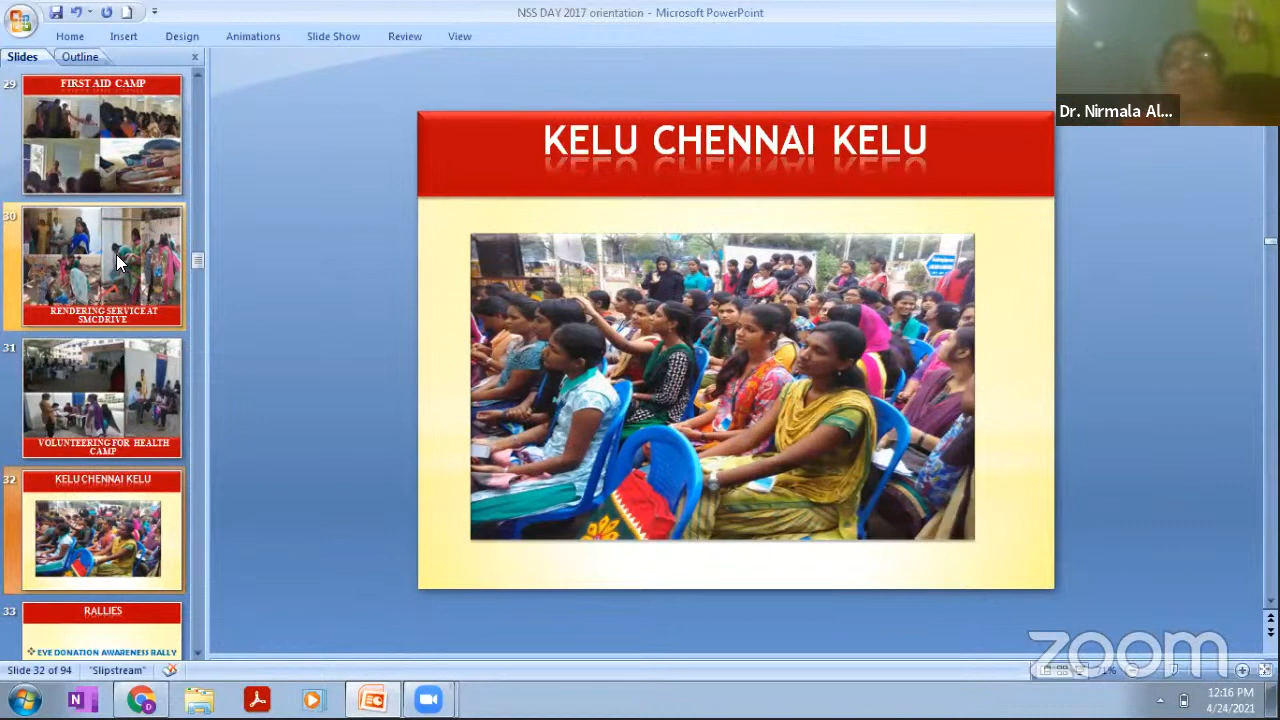 NSS DAY 2017 orientation - Microsoft PowerPoint
Home Insert Design Animations Slide Show Review View
Slides Outline x
Dr. Nirmala Al...
29
FIRST AID CAMP
30
RENDERING SERVICE AT
SMCDRIVE
31
VOLUNTEERING FOR HEALTH
CAMP
32
KELU CHENNAI KELU
33
RALLIES
EYE DONATION AWARENESS RALLY
KELU CHENNAI KELU
zoom
Slide 32 of 94 "Slipstream"
12:16 PM
4/24/2021